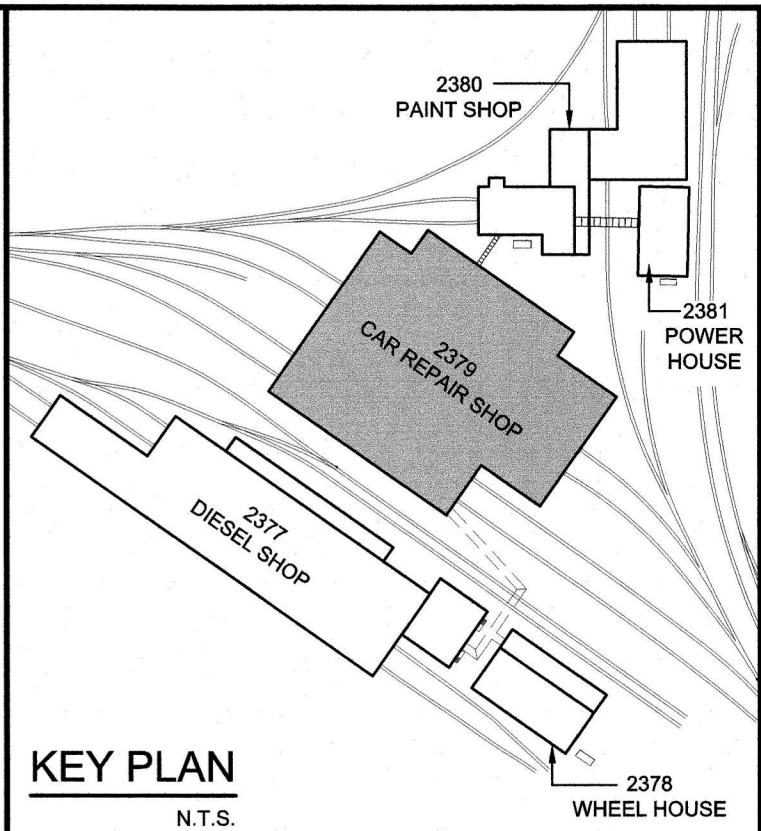 2380
PAINT SHOP
2381
POWER
HOUSE
2379
CAR REPAIR SHOP
2377
DIESEL SHOP
2378
WHEEL HOUSE
KEY PLAN
N.T.S.